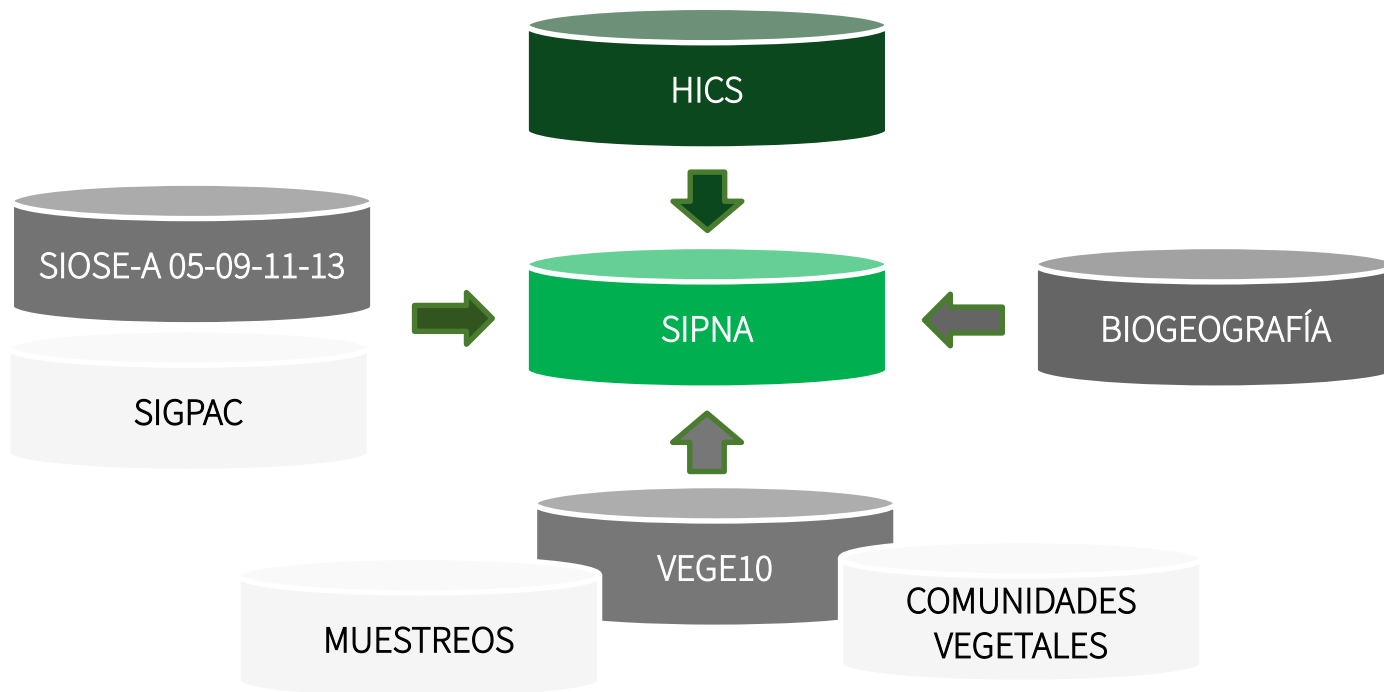 HICS
SIOSE-A 05-09-11-13
SIPNA
BIOGEOGRAFÍA
SIGPAC
VEGE10
MUESTREOS
COMUNIDADES
VEGETALES